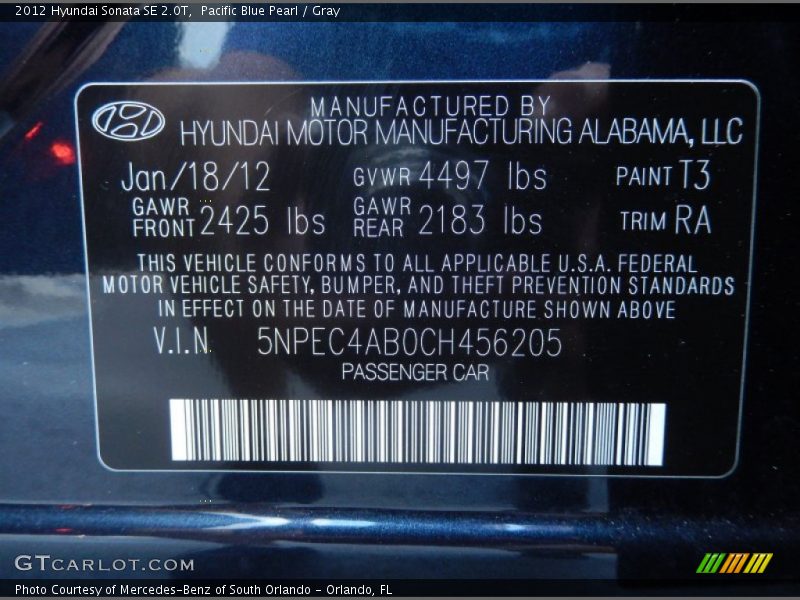 2012 Hyundai Sonata SE 2.0T, Pacific Blue Pearl / Gray
MANUFACTURED BY
HYUNDAI MOTOR MANUFACTURING ALABAMA, LLC
Jan/18/12 GVWR 4497 lbs PAINT T3
GAWR FRONT 2425 lbs GAWR REAR 2183 lbs TRIM RA
THIS VEHICLE CONFORMS TO ALL APPLICABLE U.S.A. FEDERAL
MOTOR VEHICLE SAFETY, BUMPER, AND THEFT PREVENTION STANDARDS
IN EFFECT ON THE DATE OF MANUFACTURE SHOWN ABOVE
V.I.N. 5NPEC4AB0CH456205
PASSENGER CAR
GTCARLOT.COM
Photo Courtesy of Mercedes-Benz of South Orlando - Orlando, FL